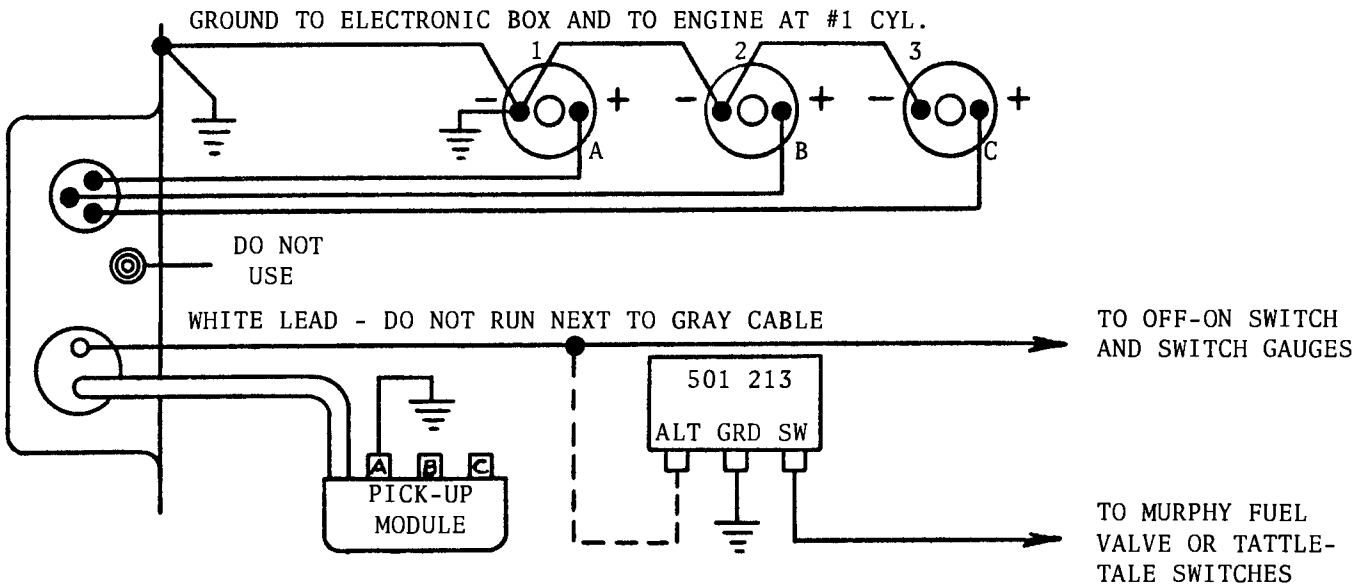 GROUND TO ELECTRONIC BOX AND TO ENGINE AT #1 CYL.
1 2 3
- + - + - +
A B C
DO NOT
USE
WHITE LEAD - DO NOT RUN NEXT TO GRAY CABLE
TO OFF-ON SWITCH
AND SWITCH GAUGES
501 213
ALT GRD SW
A B C
PICK-UP
MODULE
TO MURPHY FUEL
VALVE OR TATTLE-
TALE SWITCHES